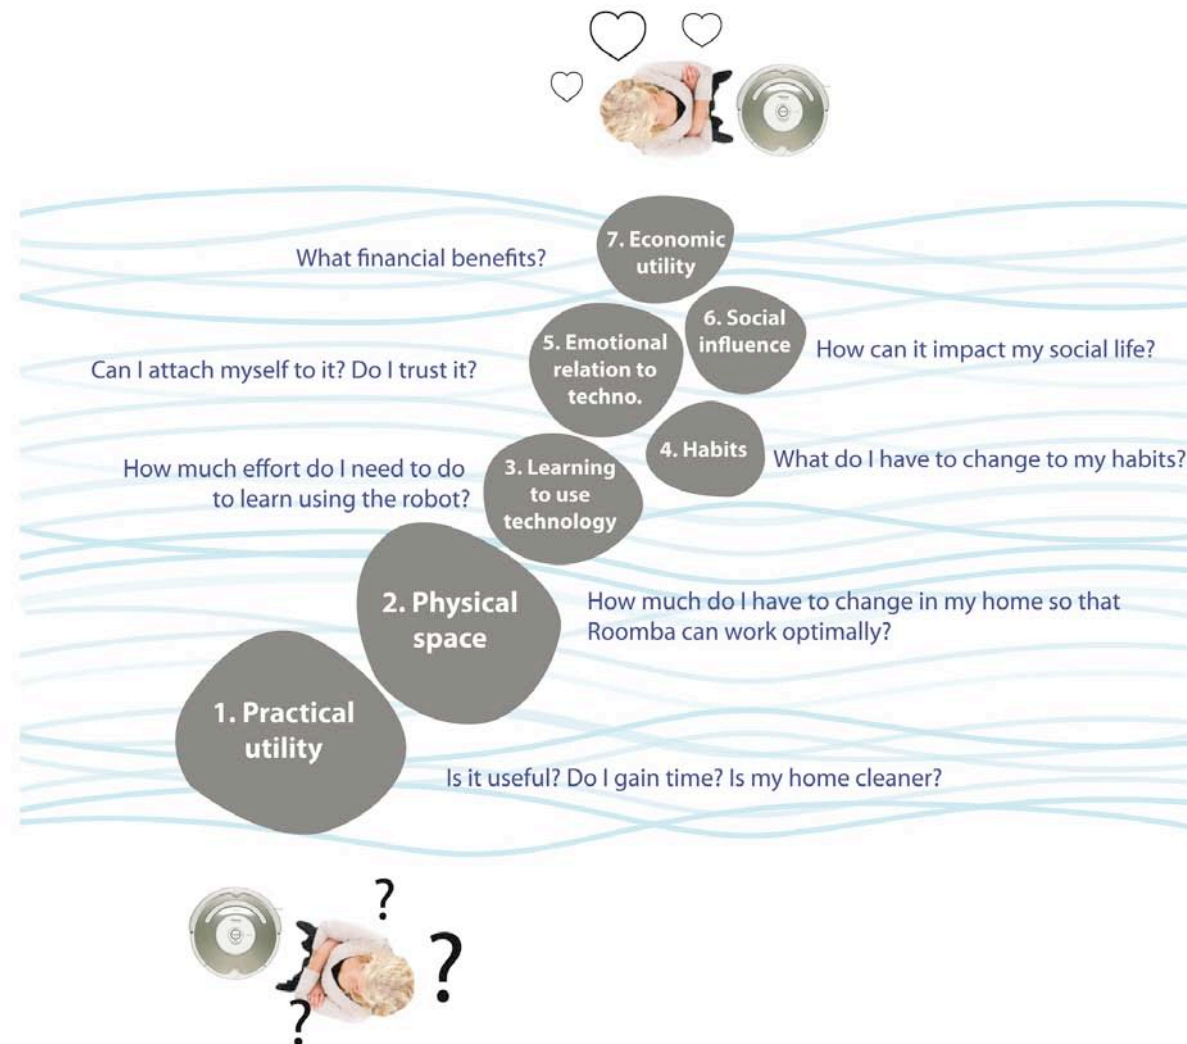 7. Economic
utility
What financial benefits?
6. Social
influence
How can it impact my social life?
5. Emotional
relation to
techno.
Can I attach myself to it? Do I trust it?
4. Habits
What do I have to change to my habits?
3. Learning
to use
technology
How much effort do I need to do
to learn using the robot?
2. Physical
space
How much do I have to change in my home so that
Roomba can work optimally?
1. Practical
utility
Is it useful? Do I gain time? Is my home cleaner?
?
?
?